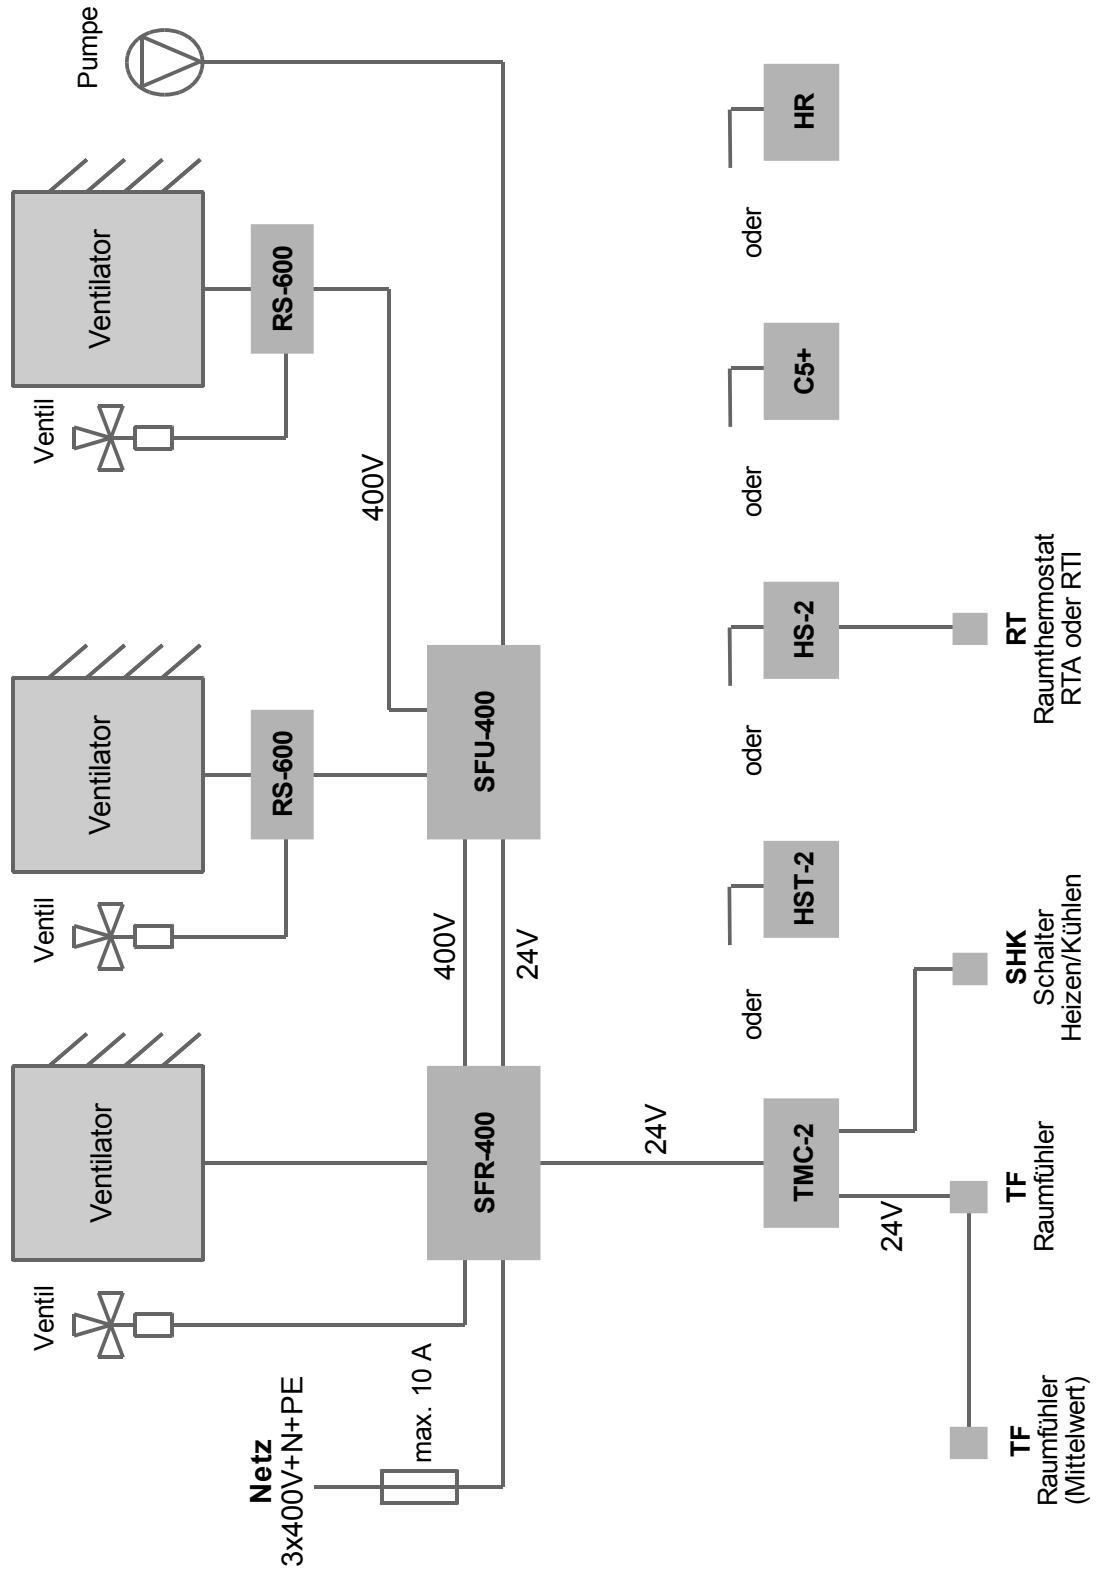 Netz
3x400V+N+PE
max. 10 A
Ventil
Ventilator
Ventil
Ventilator
Ventil
Ventilator
Pumpe
RS-600
RS-600
400V
SFR-400
400V
24V
SFU-400
24V
TMC-2
oder
HST-2
oder
HS-2
oder
C5+
oder
HR
24V
TF
Raumfühler
(Mittelwert)
TF
Raumfühler
SHK
Schalter
Heizen/Kühlen
RT
Raumthermostat
RTA oder RTI